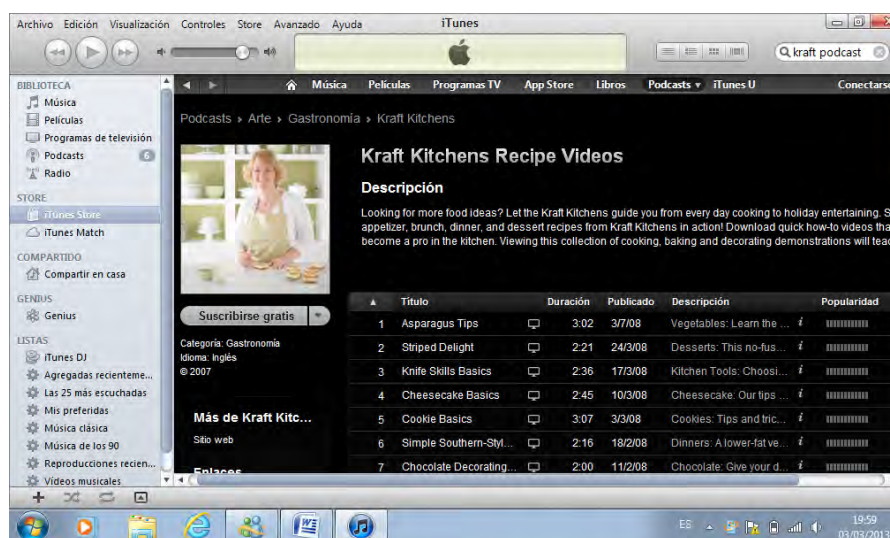 Archivo Edición Visualización Controles Store Avanzado Ayuda
iTunes
kraft podcast
BIBLIOTECA
Música
Películas
Programas de televisión
Podcasts 6
Radio
STORE
iTunes Store
iTunes Match
COMPARTIDO
Compartir en casa
GENIUS
Genius
LISTAS
iTunes DJ
Agregadas recienteme...
Las 25 más escuchadas
Mis preferidas
Música clásica
Música de los 90
Reproducciones recien...
Vídeos musicales
Música Películas Programas TV App Store Libros Podcasts iTunes U Conectarse
Podcasts Arte Gastronomía Kraft Kitchens
Suscribirse gratis
Categoría: Gastronomía
Idioma: Inglés
© 2007
Más de Kraft Kitc...
Sitio web
Enlaces
Kraft Kitchens Recipe Videos
Descripción
Looking for more food ideas? Let the Kraft Kitchens guide you from every day cooking to holiday entertaining. S
appetizer, brunch, dinner, and dessert recipes from Kraft Kitchens in action! Download quick how-to videos tha
become a pro in the kitchen. Viewing this collection of cooking, baking and decorating demonstrations will teac
Título Duración Publicado Descripción Popularidad
1 Asparagus Tips 3:02 3/7/08 Vegetables: Learn the ... i
2 Striped Delight 2:21 24/3/08 Desserts: This no-fus... i
3 Knife Skills Basics 2:36 17/3/08 Kitchen Tools: Choosi... i
4 Cheesecake Basics 2:45 10/3/08 Cheesecake: Our tips ... i
5 Cookie Basics 3:07 3/3/08 Cookies: Tips and tric... i
6 Simple Southern-Styl... 2:16 18/2/08 Dinners: A lower-fat ve... i
7 Chocolate Decorating... 2:00 11/2/08 Chocolate: Give your d... i
ES
19:59
03/03/2013